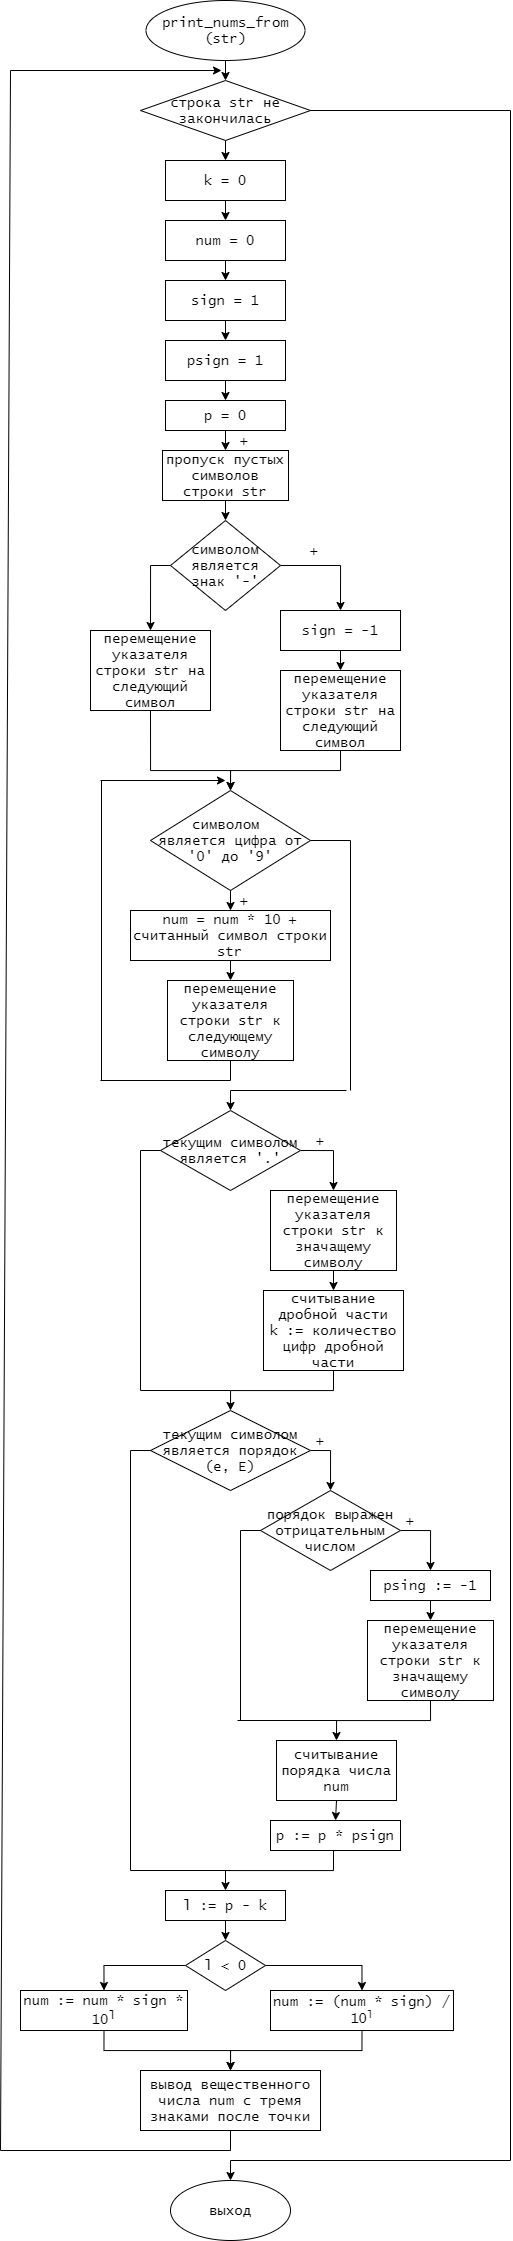 print_nums_from
(str)
строка str не
закончилась
k = 0
num = 0
sign = 1
psign = 1
p = 0
+
пропуск пустых
символов
строки str
символом
является
знак '-'
+
перемещение
указателя
строки str на
следующий
символ
sign = -1
перемещение
указателя
строки str на
следующий
символ
символом
является цифра от
'0' до '9'
+
num = num * 10 +
считанный символ строки
str
перемещение
указателя
строки str к
следующему
символу
текущим символом
является '.'
+
перемещение
указателя
строки str к
значащему
символу
считывание
дробной части
k := количество
цифр дробной
части
текущим символом
является порядок
(e, E)
+
порядок выражен
отрицательным
числом
+
psing := -1
перемещение
указателя
строки str к
значащему
символу
считывание
порядка числа
num
p := p * psign
l := p - k
l < 0
num := num * sign *
10^l
num := (num * sign) /
10^l
вывод вещественного
числа num с тремя
знаками после точки
выход